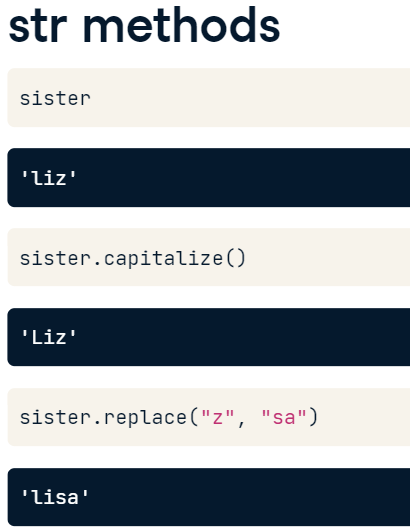 str methods
sister
'liz'
sister.capitalize()
'Liz'
sister.replace("z", "sa")
'lisa'